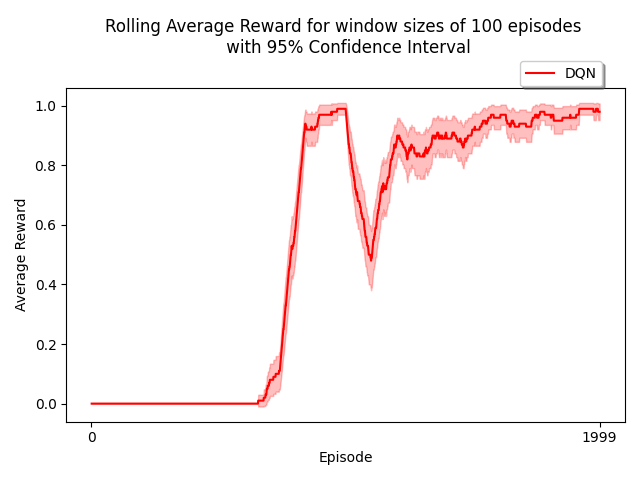 Rolling Average Reward for window sizes of 100 episodes
with 95% Confidence Interval
DQN
Average Reward
1.0
0.8
0.6
0.4
0.2
0.0
0
1999
Episode